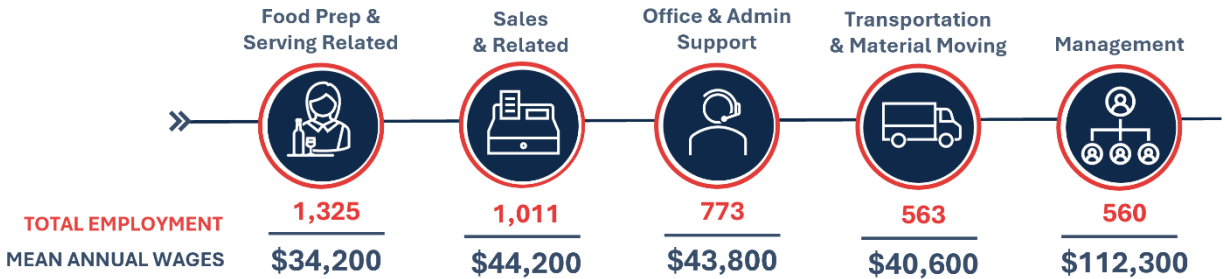 Food Prep &
Serving Related
Sales
& Related
Office & Admin
Support
Transportation
& Material Moving
Management
TOTAL EMPLOYMENT
1,325
1,011
773
563
560
MEAN ANNUAL WAGES
$34,200
$44,200
$43,800
$40,600
$112,300